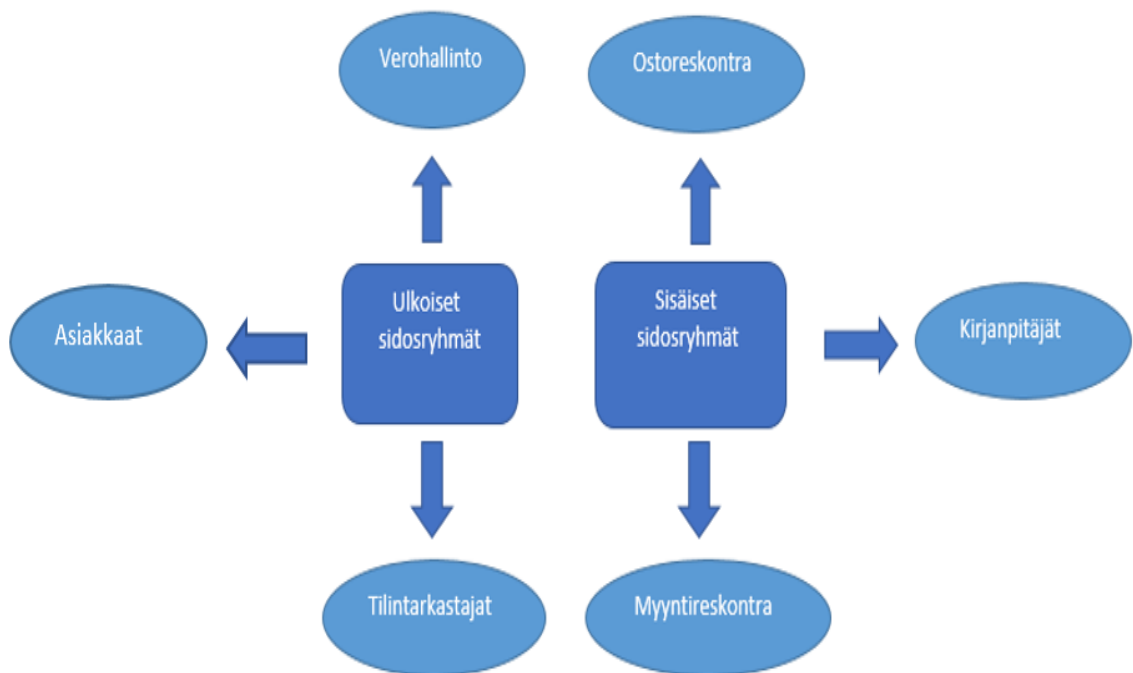 Verohallinto
Ostoreskontra
Ulkoiset
sidosryhmät
Sisäiset
sidosryhmät
Asiakkaat
Kirjanpitäjät
Tilintarkastajat
Myyntireskontra